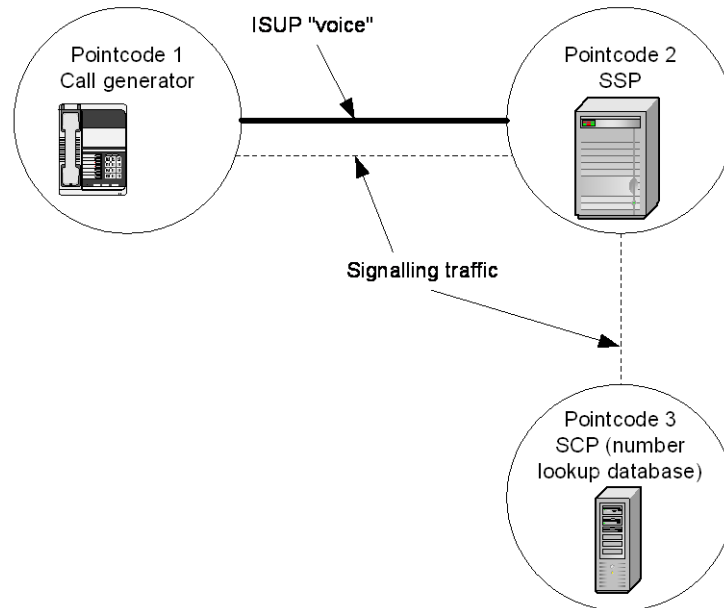 ISUP "voice"
Pointcode 1
Call generator
Pointcode 2
SSP
Signalling traffic
Pointcode 3
SCP (number
lookup database)